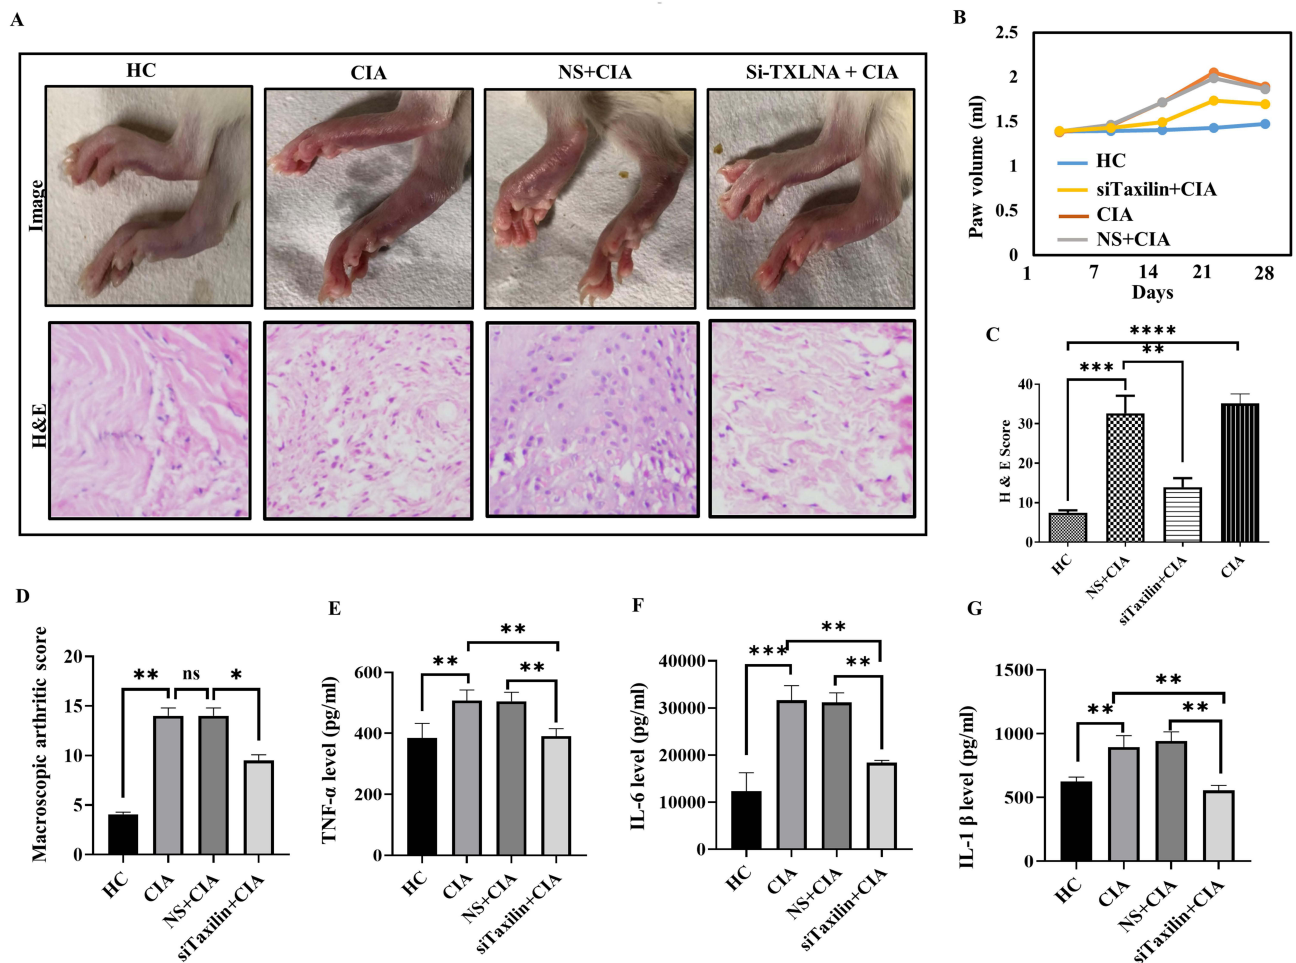 A
HC
CIA
NS+CIA
Si-TXLNA + CIA
Image
H&E
B
Paw volume (ml)
2.5
2
1.5
1
0.5
0
HC
siTaxilin+CIA
CIA
NS+CIA
1 7 14 21 28
Days
C
****
***
**
H & E Score
40
30
20
10
0
HC
NS+CIA
siTaxilin+CIA
CIA
D
Macroscopic arthritic score
20
15
10
5
0
**
ns
*
HC
CIA
NS+CIA
siTaxilin+CIA
E
TNF-α level (pg/ml)
600
400
200
0
**
**
**
HC
CIA
NS+CIA
siTaxilin+CIA
F
IL-6 level (pg/ml)
40000
30000
20000
10000
0
**
***
**
HC
CIA
NS+CIA
siTaxilin+CIA
G
IL-1 β level (pg/ml)
1500
1000
500
0
**
**
**
HC
CIA
NS+CIA
siTaxilin+CIA